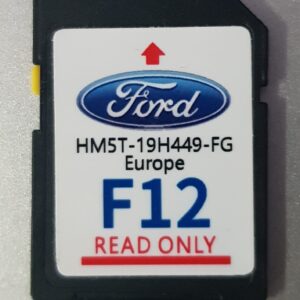 Ford
HM5T-19H449-FG
Europe
F12
READ ONLY